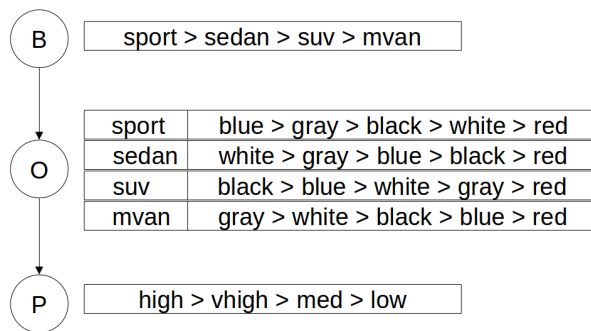 B
sport > sedan > suv > mvan
sport blue > gray > black > white > red
sedan white > gray > blue > black > red
O
suv black > blue > white > gray > red
mvan gray > white > black > blue > red
P
high > vhigh > med > low